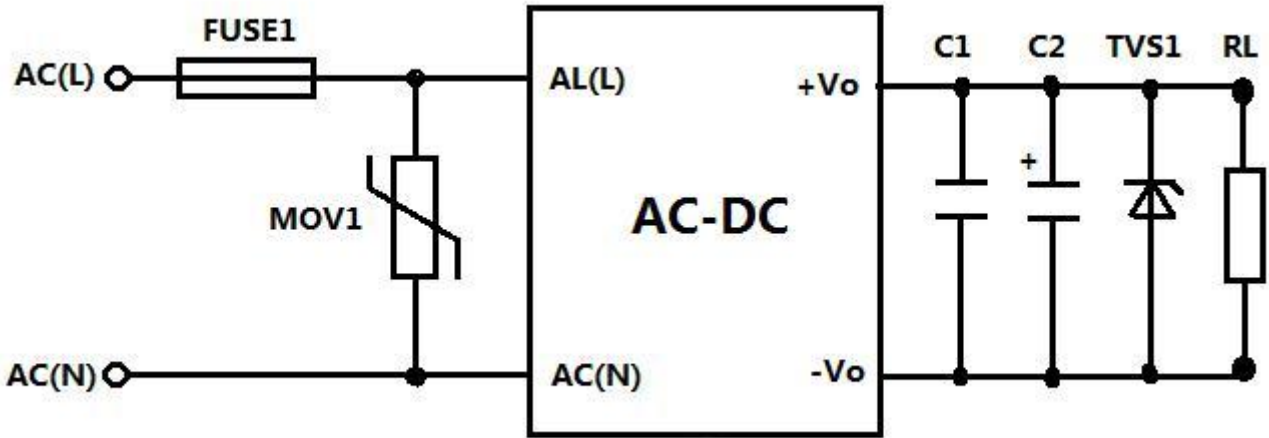 FUSE1
C1 C2 TVS1 RL
AC(L) AL(L) +Vo
+
MOV1 AC-DC
AC(N) AC(N) -Vo